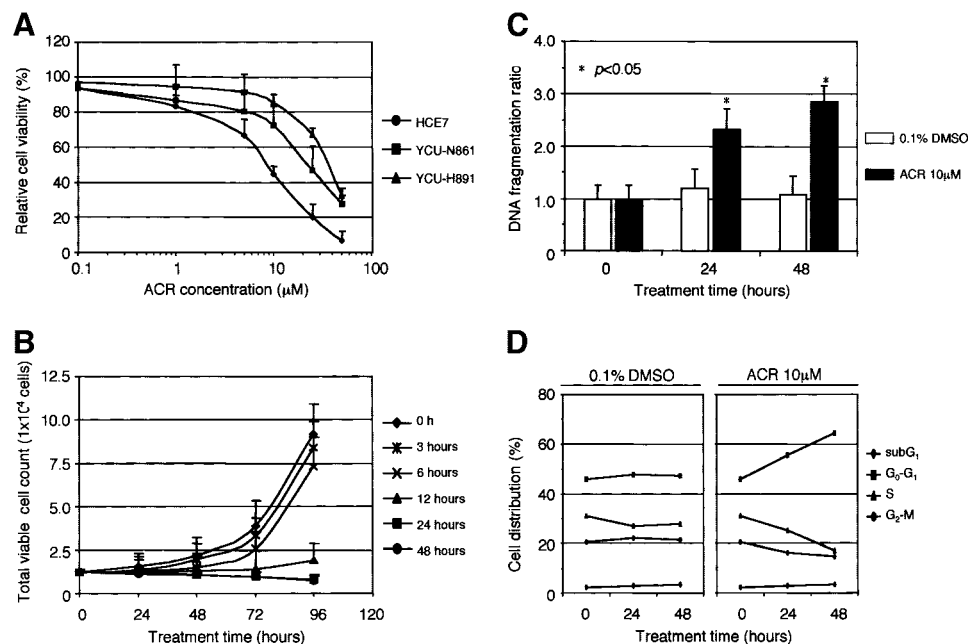 A
Relative cell viability (%)
120
100
80
60
40
20
0
0.1
1
10
100
ACR concentration (μM)
HCE7
YCU-N861
YCU-H891
B
Total viable cell count (1x10⁴ cells)
12.5
10.0
7.5
5.0
2.5
0
0
24
48
72
96
120
Treatment time (hours)
0 h
3 hours
6 hours
12 hours
24 hours
48 hours
C
DNA fragmentation ratio
4.0
3.0
2.0
1.0
0
* p<0.05
*
*
0
24
48
Treatment time (hours)
0.1% DMSO
ACR 10μM
D
0.1% DMSO
ACR 10μM
Cell distribution (%)
80
60
40
20
0
0
24
48
0
24
48
Treatment time (hours)
subG₁
G₀-G₁
S
G₂-M